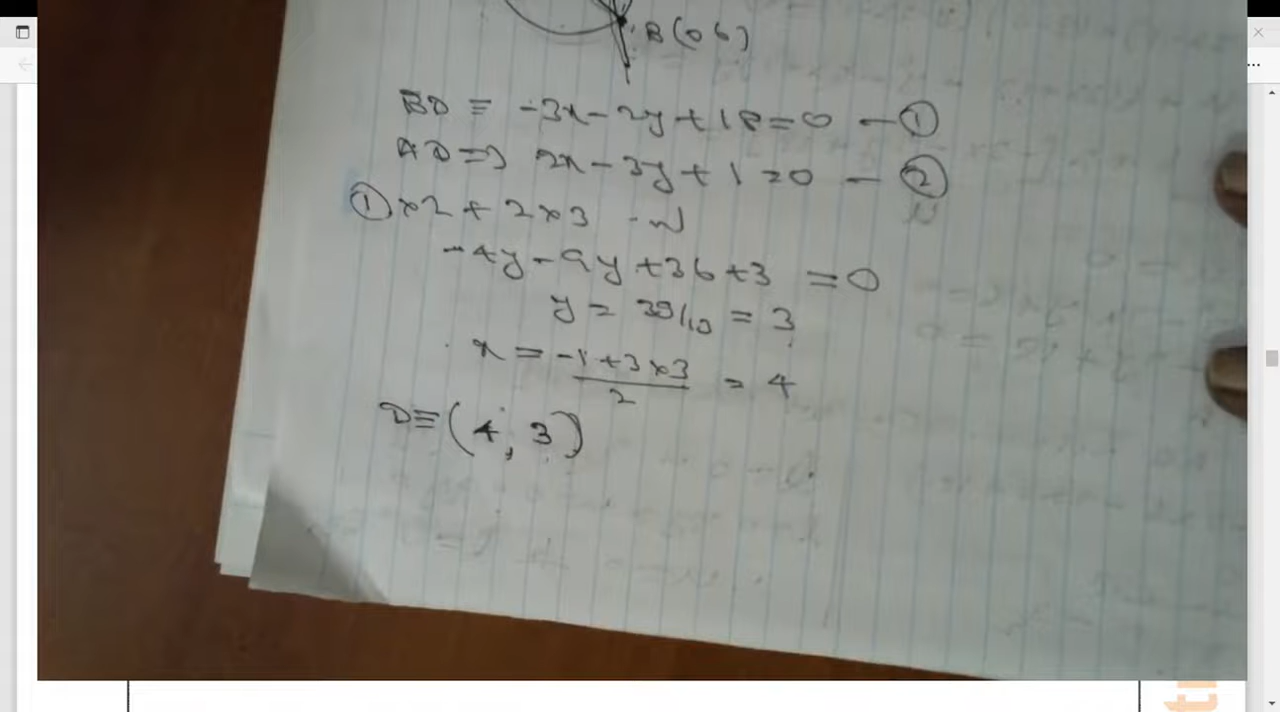 B(0 6)
BD ≡ -3x - 2y + 18 = 0 - ①
AD ⇒ 2x - 3y + 1 = 0 - ②
① × 2 + 2 × 3
-4y - 9y + 36 + 3 = 0
y = 39/13 = 3
x = (-1 + 3 × 3)/2 = 4
D ≡ (4, 3)